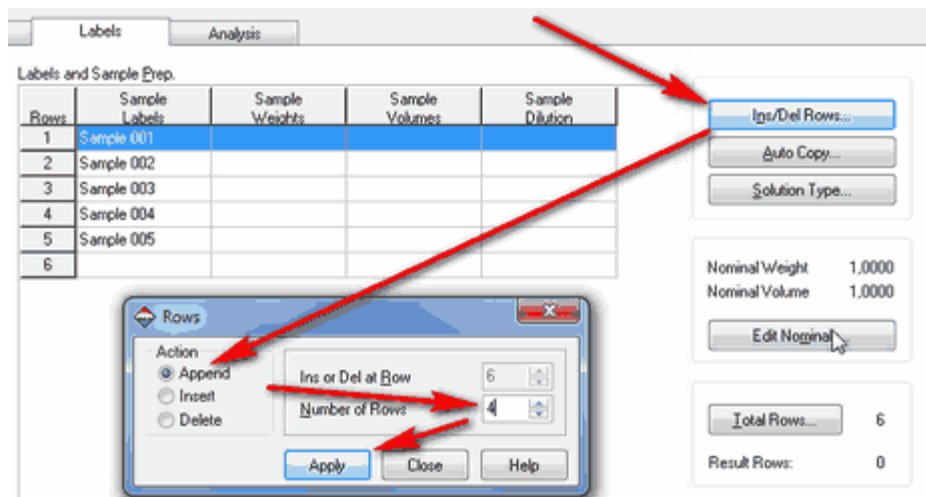 Labels Analysis
Labels and Sample Prep.
Rows Sample Labels Sample Weights Sample Volumes Sample Dilution
1 Sample 001
2 Sample 002
3 Sample 003
4 Sample 004
5 Sample 005
6
Ins/Del Rows...
Auto Copy...
Solution Type...
Nominal Weight 1,0000
Nominal Volume 1,0000
Edit Nominal
Total Rows... 6
Result Rows: 0
Rows
Action
Append
Insert
Delete
Ins or Del at Row 6
Number of Rows 4
Apply Close Help